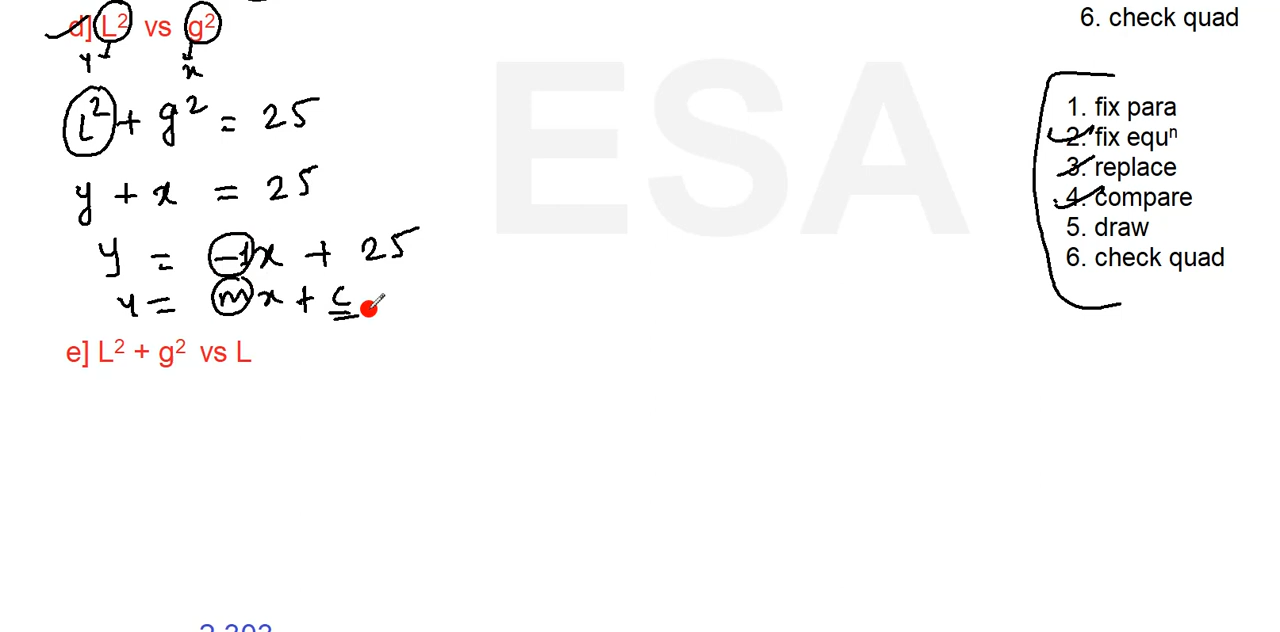 d] L² vs g²
6. check quad
y x
L² + g² = 25
y + x = 25
y = -1x + 25
y = mx + c
e] L² + g² vs L
ESA
1. fix para
2. fix equⁿ
3. replace
4. compare
5. draw
6. check quad